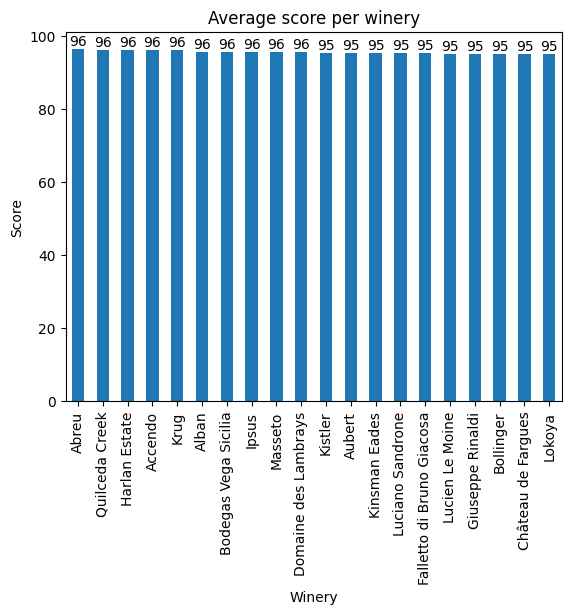 Average score per winery
96 96 96 96 96 96 96 96 96 96 95 95 95 95 95 95 95 95 95 95
100
80
60
40
20
0
Score
Abreu
Quilceda Creek
Harlan Estate
Accendo
Krug
Alban
Bodegas Vega Sicilia
Ipsus
Masseto
Domaine des Lambrays
Kistler
Aubert
Kinsman Eades
Luciano Sandrone
Falletto di Bruno Giacosa
Lucien Le Moine
Giuseppe Rinaldi
Bollinger
Château de Fargues
Lokoya
Winery